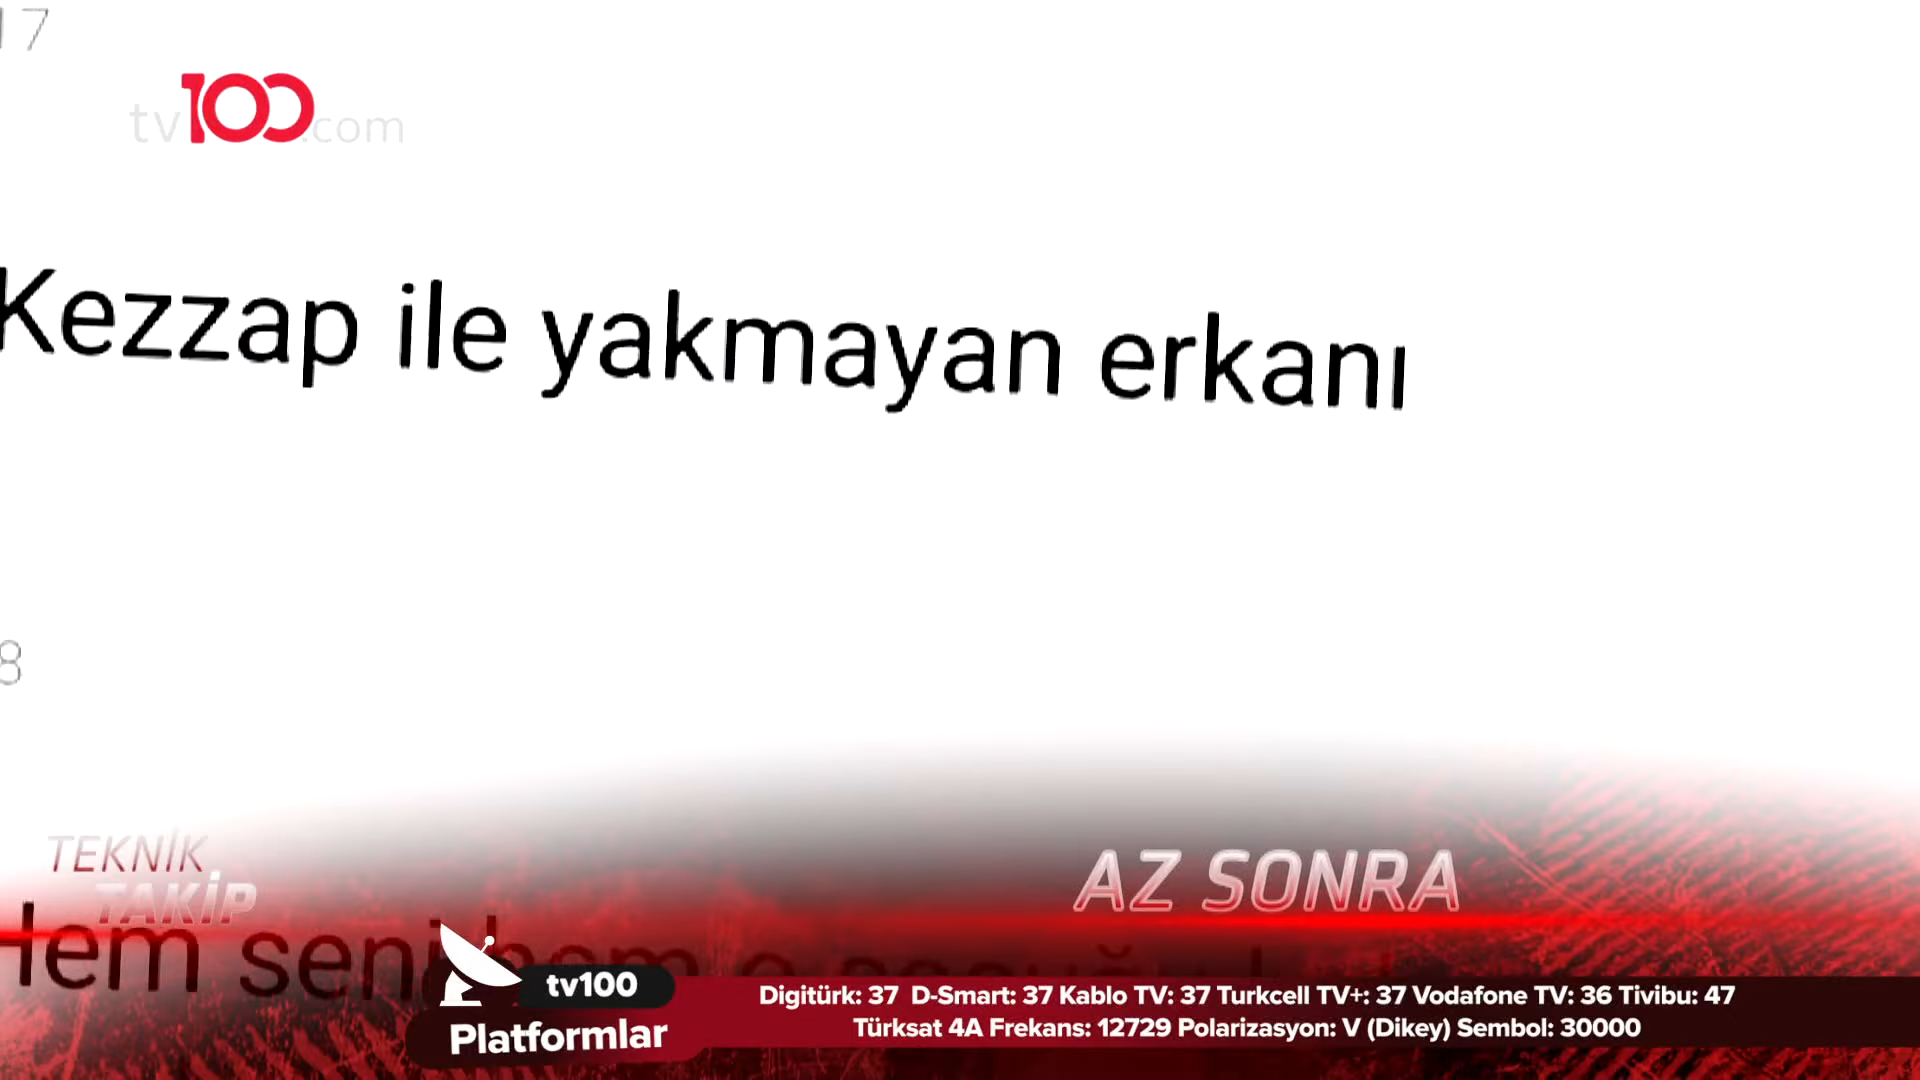 17
tv100.com
Kezzap ile yakmayan erkanı
8
TEKNİK
TAKİP
AZ SONRA
seni hem o
tv100
Platformlar
Digitürk: 37 D-Smart: 37 Kablo TV: 37 Turkcell TV+: 37 Vodafone TV: 36 Tivibu: 47
Türksat 4A Frekans: 12729 Polarizasyon: V (Dikey) Sembol: 30000